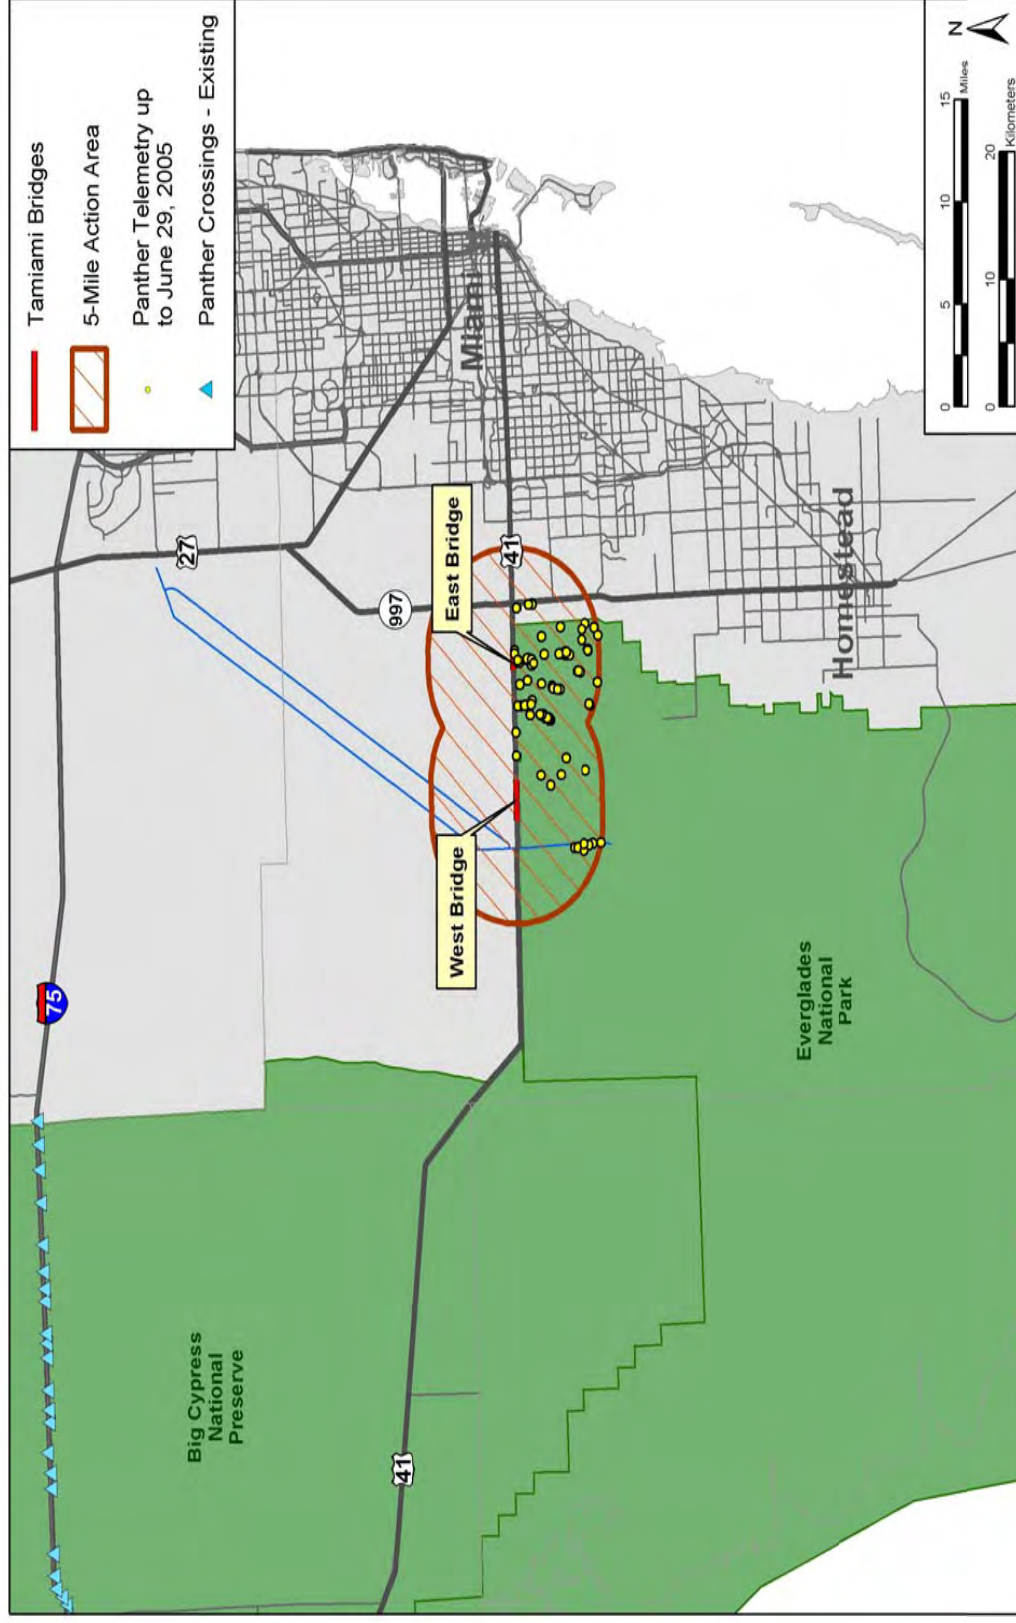 Tamiami Bridges
5-Mile Action Area
Panther Telemetry up
to June 29, 2005
Panther Crossings - Existing
75
27
997
41
41
Miami
Homestead
East Bridge
West Bridge
Big Cypress
National
Preserve
Everglades
National
Park
N
0 5 10 15
Miles
0 10 20
Kilometers